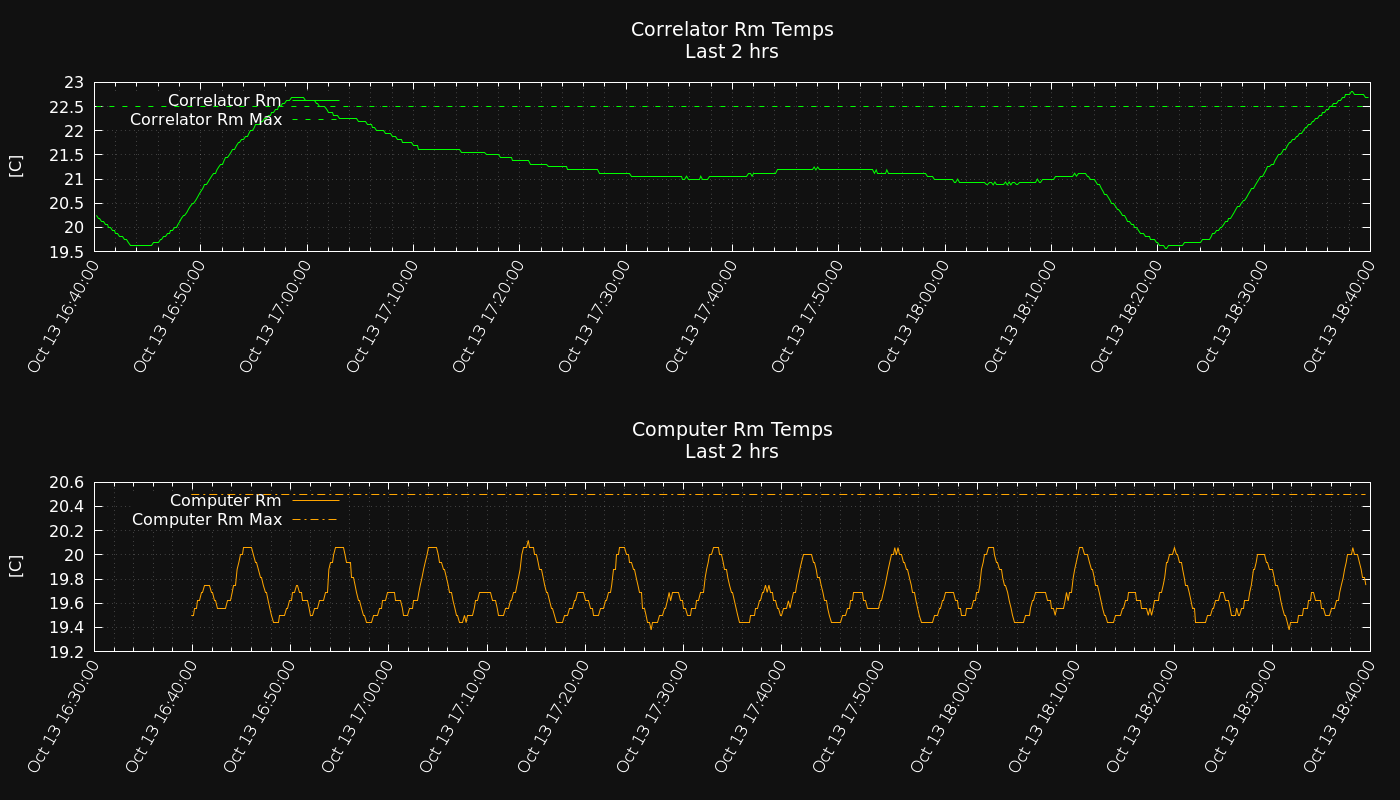 Correlator Rm Temps
Last 2 hrs
23
22.5
22
21.5
21
20.5
20
19.5
[C]
Correlator Rm
Correlator Rm Max
Oct 13 16:40:00
Oct 13 16:50:00
Oct 13 17:00:00
Oct 13 17:10:00
Oct 13 17:20:00
Oct 13 17:30:00
Oct 13 17:40:00
Oct 13 17:50:00
Oct 13 18:00:00
Oct 13 18:10:00
Oct 13 18:20:00
Oct 13 18:30:00
Oct 13 18:40:00
Computer Rm Temps
Last 2 hrs
20.6
20.4
20.2
20
19.8
19.6
19.4
19.2
[C]
Computer Rm
Computer Rm Max
Oct 13 16:30:00
Oct 13 16:40:00
Oct 13 16:50:00
Oct 13 17:00:00
Oct 13 17:10:00
Oct 13 17:20:00
Oct 13 17:30:00
Oct 13 17:40:00
Oct 13 17:50:00
Oct 13 18:00:00
Oct 13 18:10:00
Oct 13 18:20:00
Oct 13 18:30:00
Oct 13 18:40:00